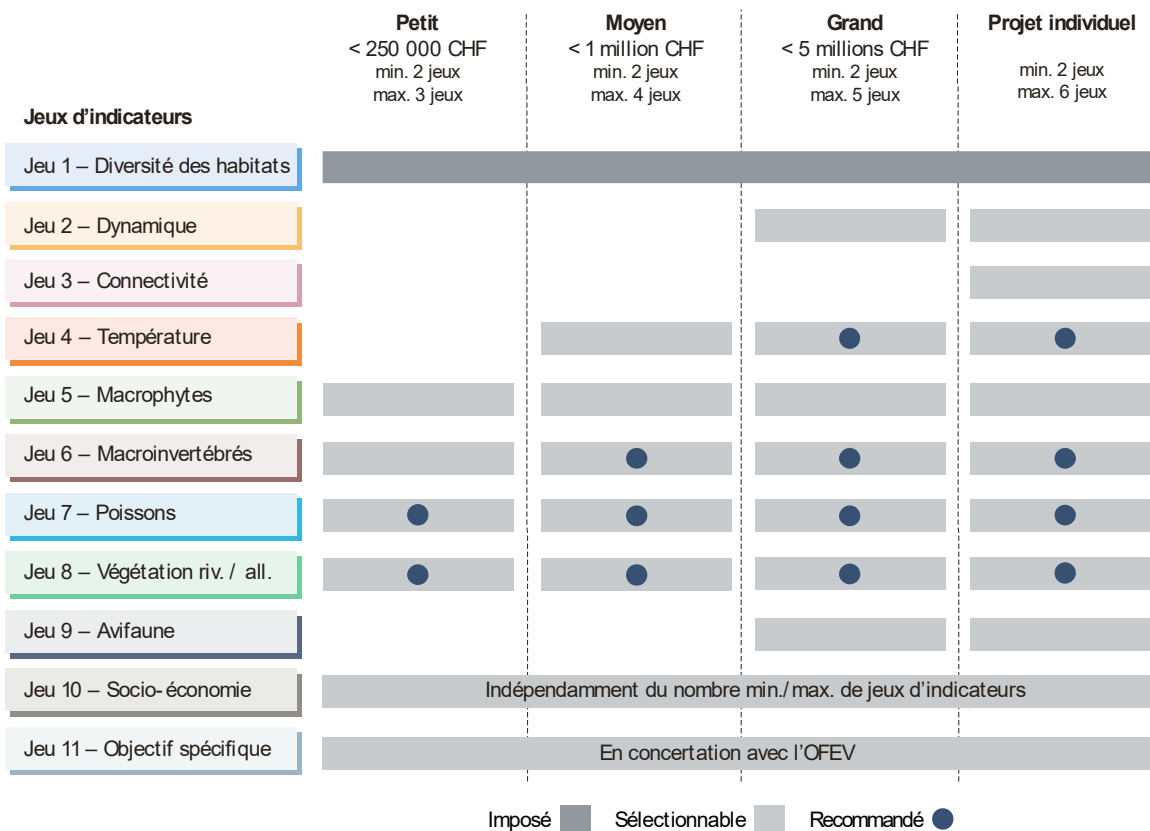 Petit
< 250 000 CHF
min. 2 jeux
max. 3 jeux
Moyen
< 1 million CHF
min. 2 jeux
max. 4 jeux
Grand
< 5 millions CHF
min. 2 jeux
max. 5 jeux
Projet individuel
min. 2 jeux
max. 6 jeux
Jeux d'indicateurs
Jeu 1 – Diversité des habitats
Jeu 2 – Dynamique
Jeu 3 – Connectivité
Jeu 4 – Température
Jeu 5 – Macrophytes
Jeu 6 – Macroinvertébrés
Jeu 7 – Poissons
Jeu 8 – Végétation riv. / all.
Jeu 9 – Avifaune
Jeu 10 – Socio-économie
Indépendamment du nombre min./max. de jeux d'indicateurs
Jeu 11 – Objectif spécifique
En concertation avec l'OFEV
Imposé
Sélectionnable
Recommandé